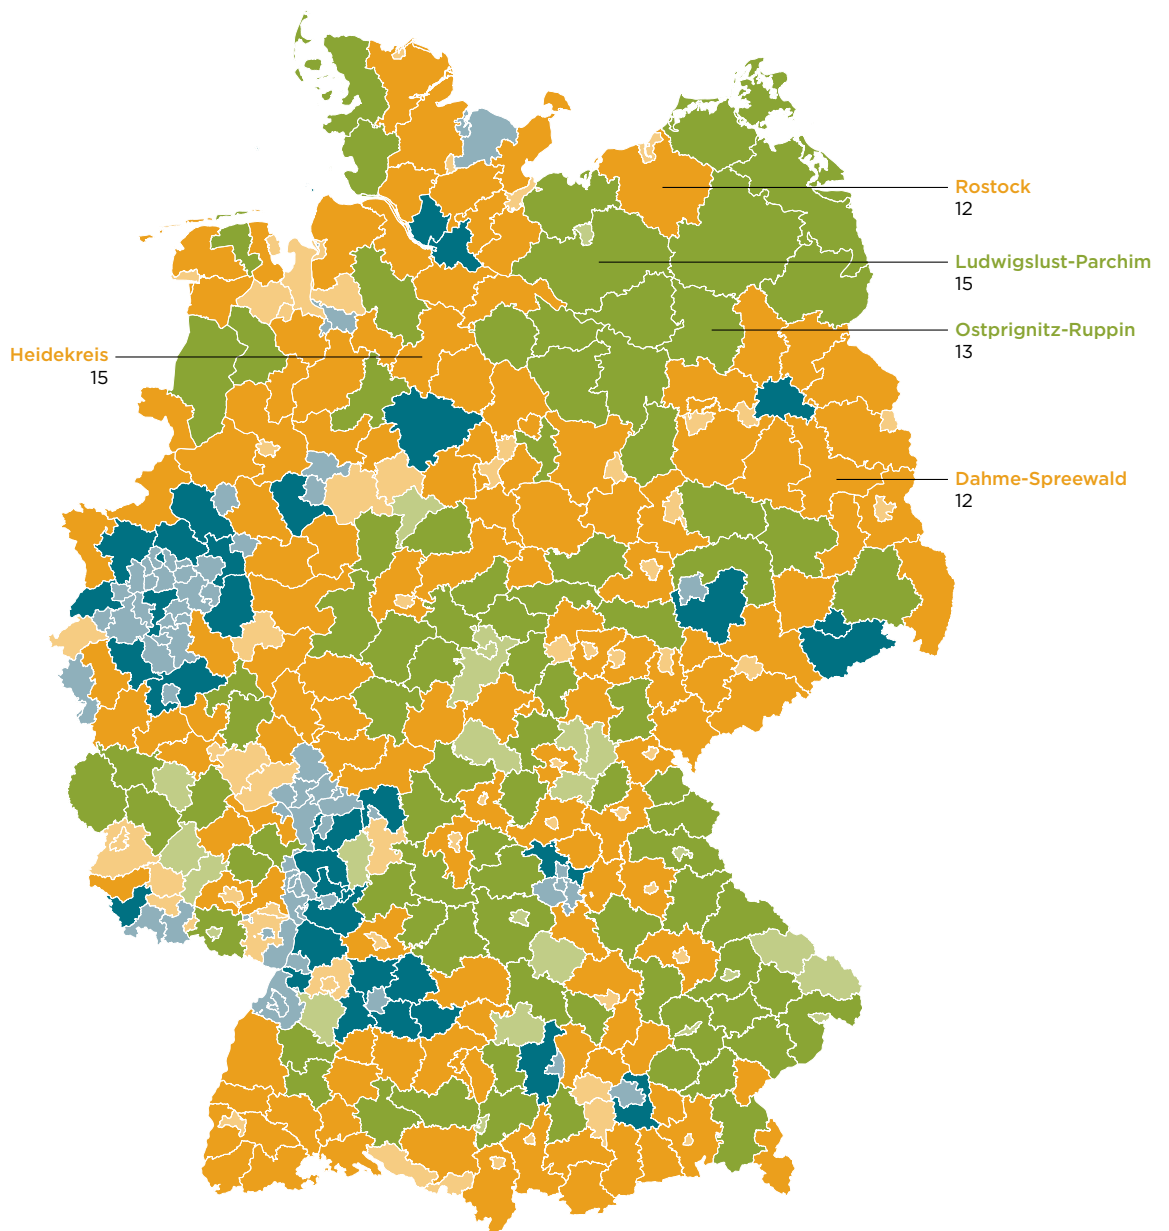 Rostock
12
Ludwigslust-Parchim
15
Ostprignitz-Ruppin
13
Heidekreis
15
Dahme-Spreewald
12